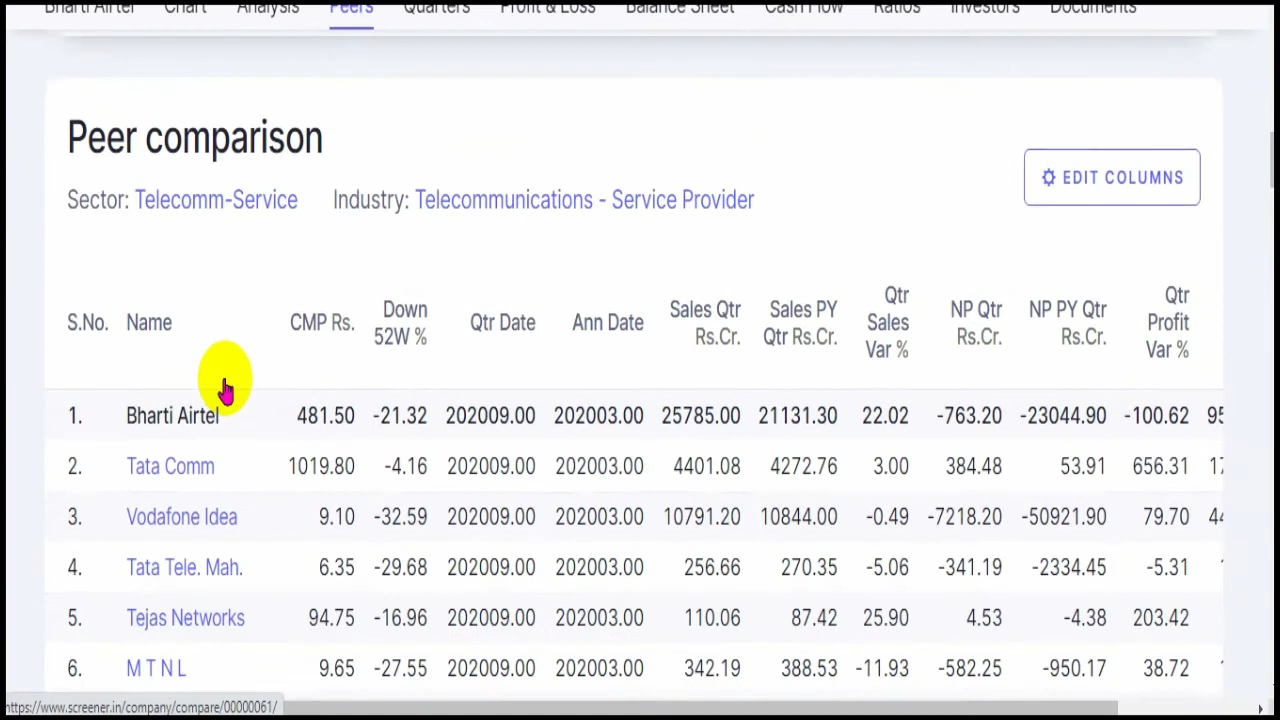 Bharti Airtel Chart Analysis Peers Quarters Profit & Loss Balance Sheet Cash Flow Ratios Investors Documents
Peer comparison
Sector: Telecomm-Service Industry: Telecommunications - Service Provider
EDIT COLUMNS
S.No. Name CMP Rs. Down 52W % Qtr Date Ann Date Sales Qtr Rs.Cr. Sales PY Qtr Rs.Cr. Qtr Sales Var % NP Qtr Rs.Cr. NP PY Qtr Rs.Cr. Qtr Profit Var %
1. Bharti Airtel 481.50 -21.32 202009.00 202003.00 25785.00 21131.30 22.02 -763.20 -23044.90 -100.62 95
2. Tata Comm 1019.80 -4.16 202009.00 202003.00 4401.08 4272.76 3.00 384.48 53.91 656.31 17
3. Vodafone Idea 9.10 -32.59 202009.00 202003.00 10791.20 10844.00 -0.49 -7218.20 -50921.90 79.70 44
4. Tata Tele. Mah. 6.35 -29.68 202009.00 202003.00 256.66 270.35 -5.06 -341.19 -2334.45 -5.31
5. Tejas Networks 94.75 -16.96 202009.00 202003.00 110.06 87.42 25.90 4.53 -4.38 203.42
6. M T N L 9.65 -27.55 202009.00 202003.00 342.19 388.53 -11.93 -582.25 -950.17 38.72
https://www.screener.in/company/compare/00000061/